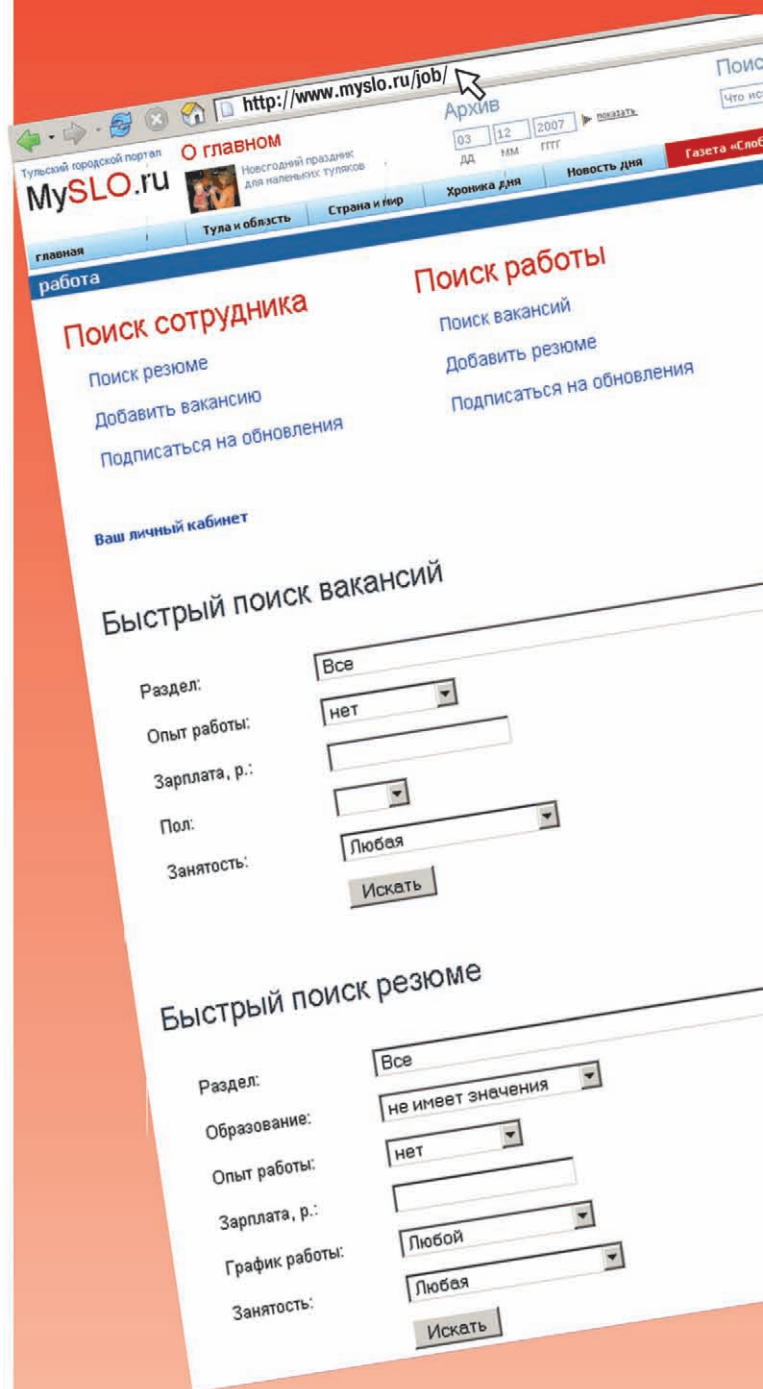 http://www.myslo.ru/job/
Тульский городской портал
MySLO.ru
О главном
Новогодний праздник
для маленьких туляков
Архив
03 12 2007 показать
ДД ММ ГГГГ
главная
Тула и область
Страна и мир
Хроника дня
Новость дня
Газета
работа
Поиск сотрудника
Поиск резюме
Добавить вакансию
Подписаться на обновления
Поиск работы
Поиск вакансий
Добавить резюме
Подписаться на обновления
Ваш личный кабинет
Быстрый поиск вакансий
Раздел: Все
Опыт работы: нет
Зарплата, р.:
Пол:
Занятость: Любая
Искать
Быстрый поиск резюме
Раздел: Все
Образование: не имеет значения
Опыт работы: нет
Зарплата, р.:
График работы: Любой
Занятость: Любая
Искать